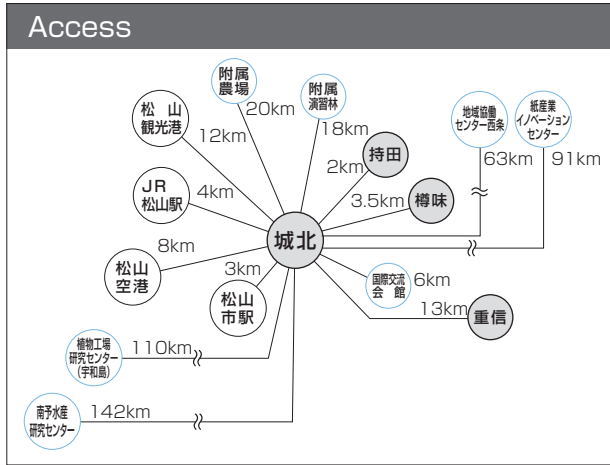 Access
附属
農場
20km
附属
演習林
18km
松山
観光港
12km
地域協働
センター西条
63km
紙産業
イノベーション
センター
91km
持田
2km
JR
松山駅
4km
樽味
3.5km
城北
8km
松山
空港
3km
松山
市駅
国際交流
会館
6km
13km
重信
植物工場
研究センター
(宇和島)
110km
南予水産
研究センター
142km